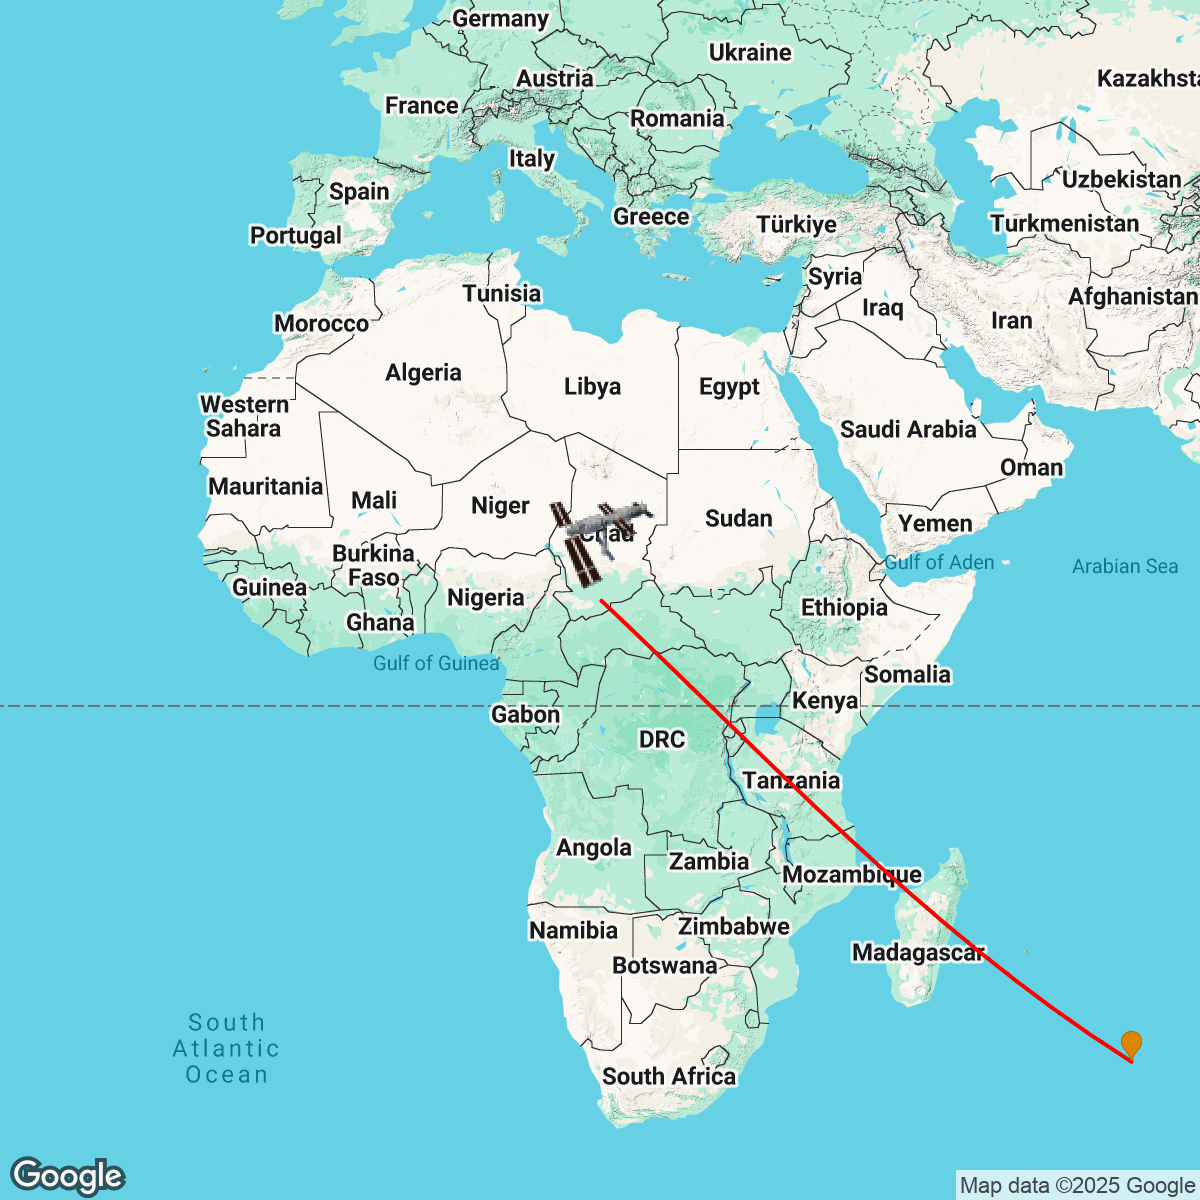 Germany
Ukraine
Austria
Kazakhsta
France
Romania
Italy
Uzbekistan
Spain
Greece
Türkiye
Turkmenistan
Portugal
Syria
Tunisia
Afghanistan
Iraq
Morocco
Iran
Algeria
Libya
Egypt
Western
Sahara
Saudi Arabia
Oman
Mauritania
Mali
Niger
Sudan
Yemen
Chad
Burkina
Faso
Gulf of Aden
Arabian Sea
Guinea
Nigeria
Ethiopia
Ghana
Gulf of Guinea
Somalia
Kenya
Gabon
DRC
Tanzania
Angola
Zambia
Mozambique
Namibia
Zimbabwe
Madagascar
Botswana
South
Atlantic
Ocean
South Africa
Google
Map data ©2025 Google